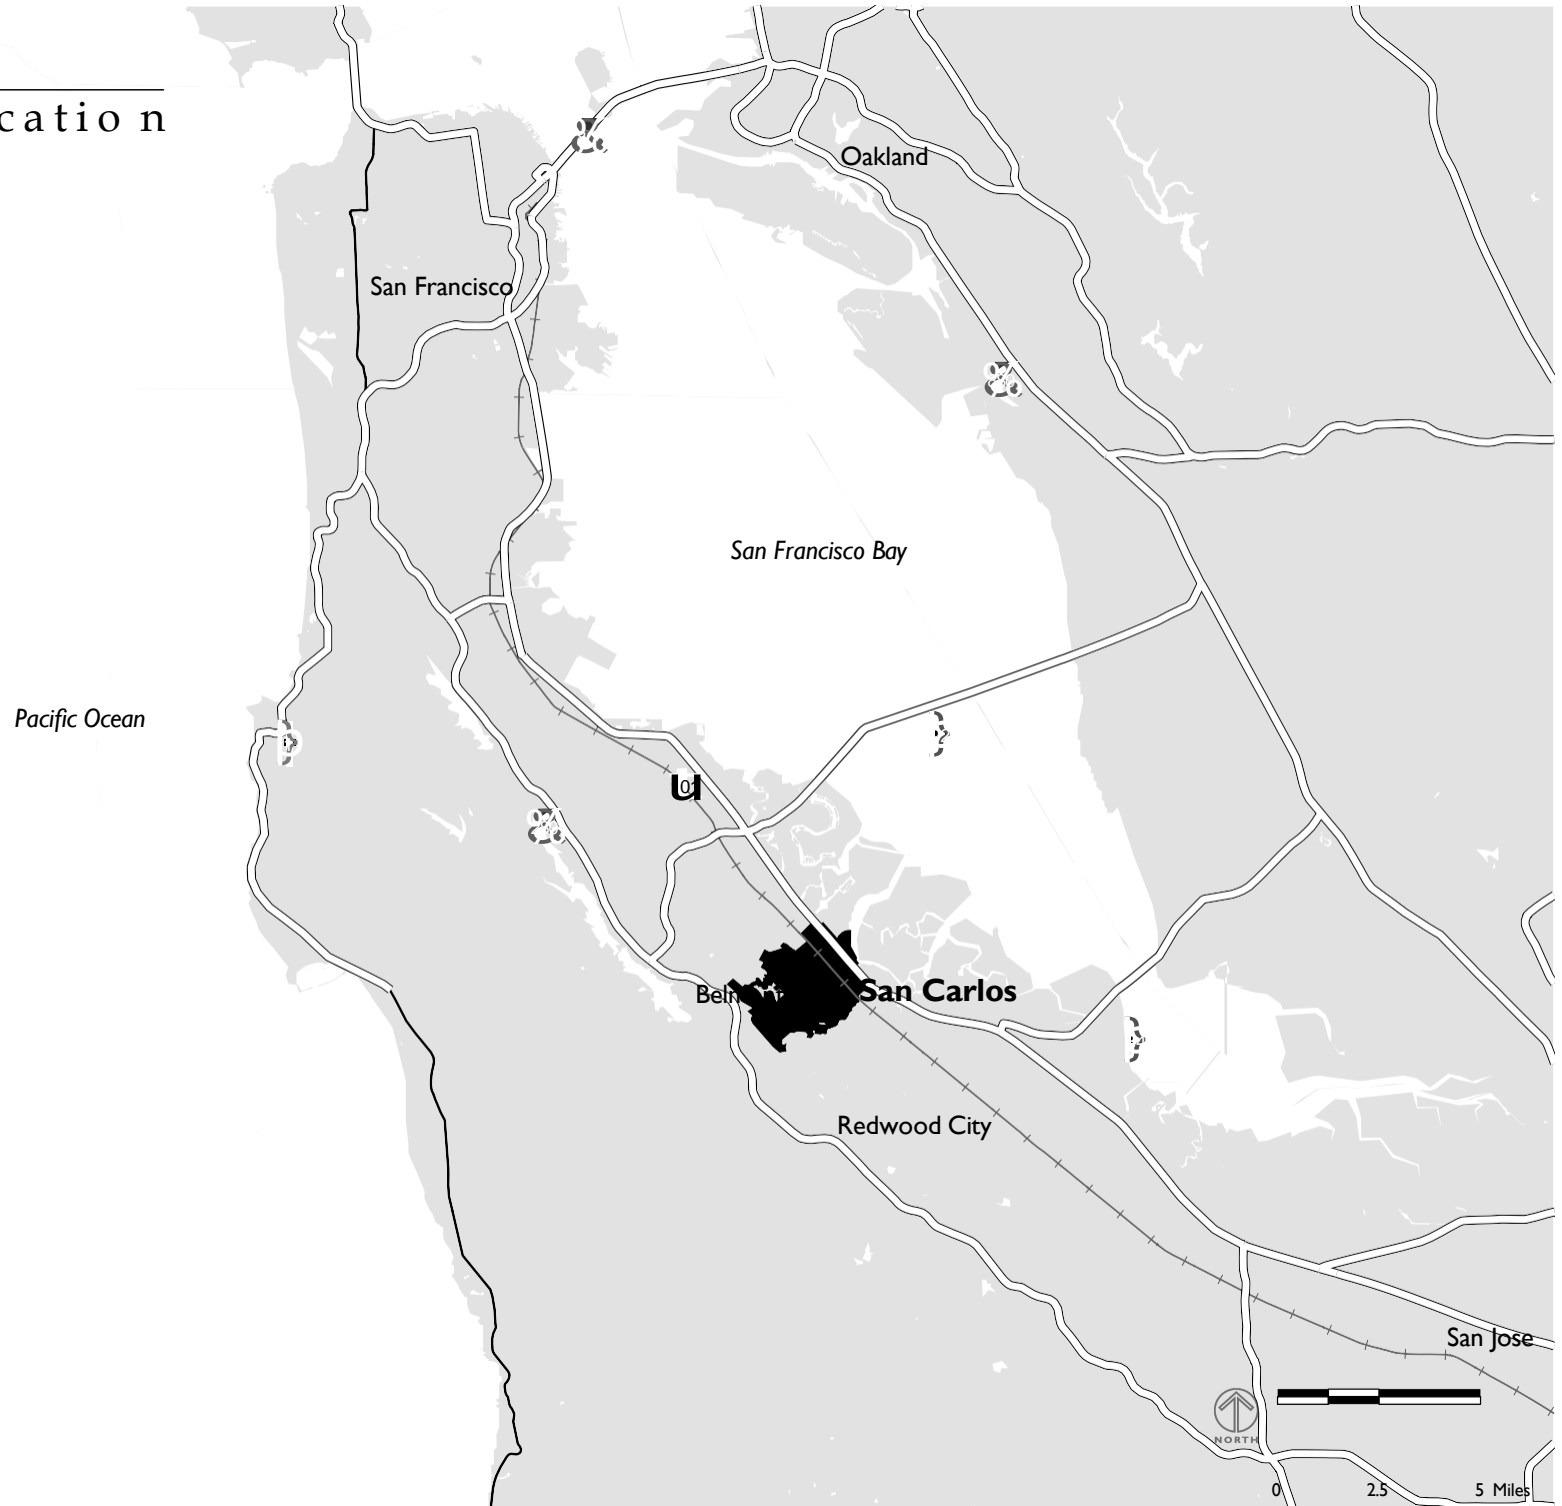 cation
Oakland
San Francisco
San Francisco Bay
Pacific Ocean
San Carlos
Redwood City
San Jose
NORTH
0 2.5 5 Miles